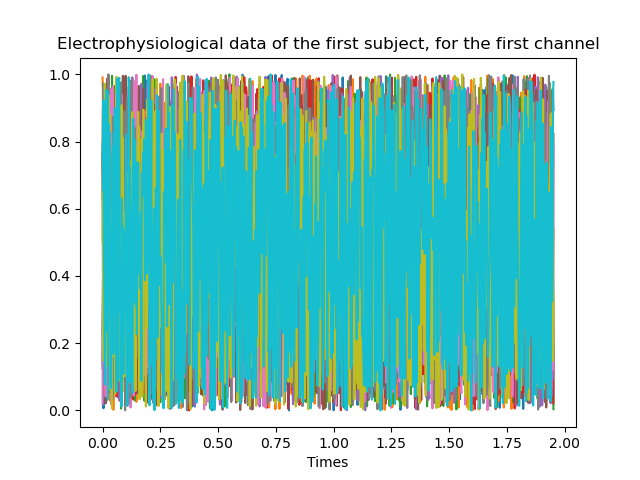 Electrophysiological data of the first subject, for the first channel
1.0
0.8
0.6
0.4
0.2
0.0
0.00 0.25 0.50 0.75 1.00 1.25 1.50 1.75 2.00
Times